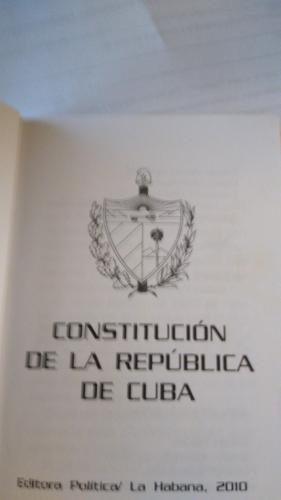 CONSTITUCIÓN
DE LA REPÚBLICA
DE CUBA
Editora Política/ La Habana, 2010